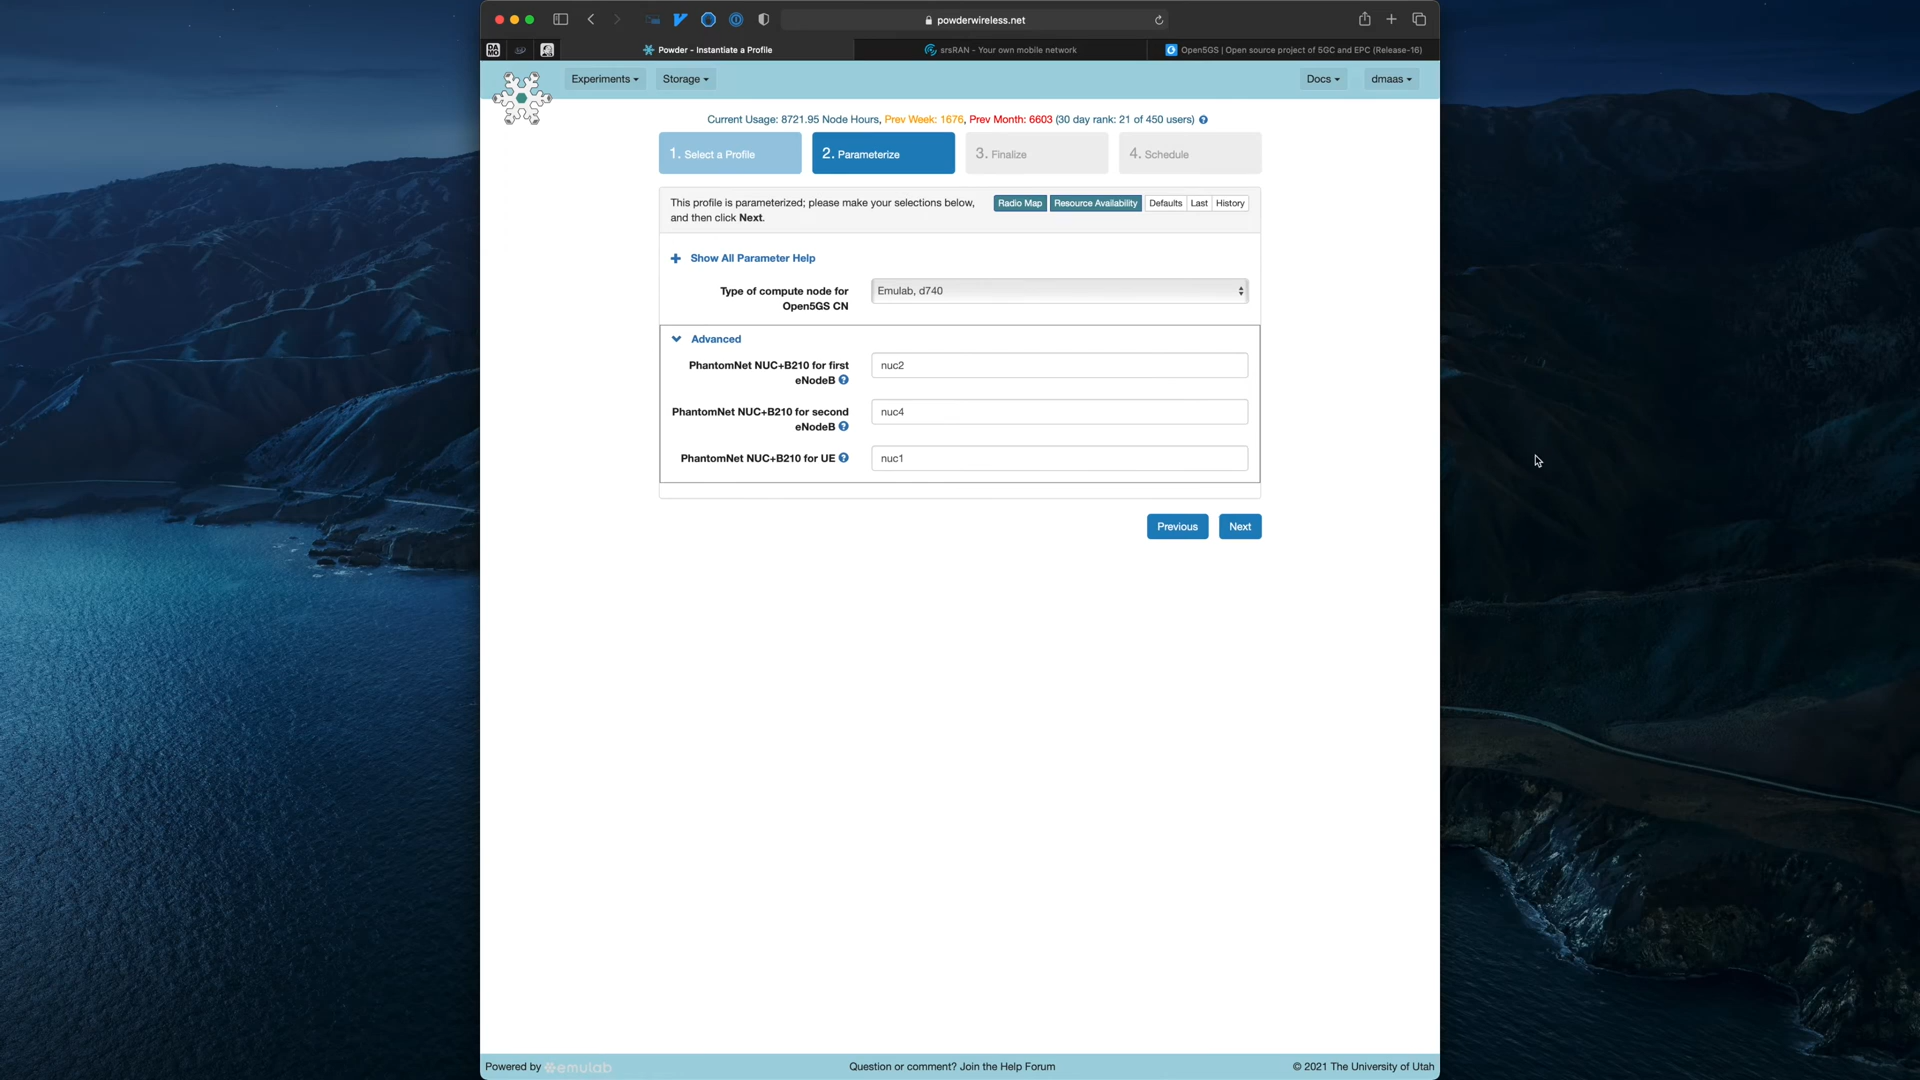 powderwireless.net
DA
MO
Powder - Instantiate a Profile
srsRAN - Your own mobile network
Open5GS | Open source project of 5GC and EPC (Release-16)
Experiments
Storage
Docs
dmaas
Current Usage: 8721.95 Node Hours, Prev Week: 1676, Prev Month: 6603 (30 day rank: 21 of 450 users)
1. Select a Profile
2. Parameterize
3. Finalize
4. Schedule
This profile is parameterized; please make your selections below,
and then click Next.
Radio Map
Resource Availability
Defaults
Last
History
Show All Parameter Help
Type of compute node for
Open5GS CN
Emulab, d740
Advanced
PhantomNet NUC+B210 for first
eNodeB
nuc2
PhantomNet NUC+B210 for second
eNodeB
nuc4
PhantomNet NUC+B210 for UE
nuc1
Previous
Next
Powered by emulab
Question or comment? Join the Help Forum
© 2021 The University of Utah